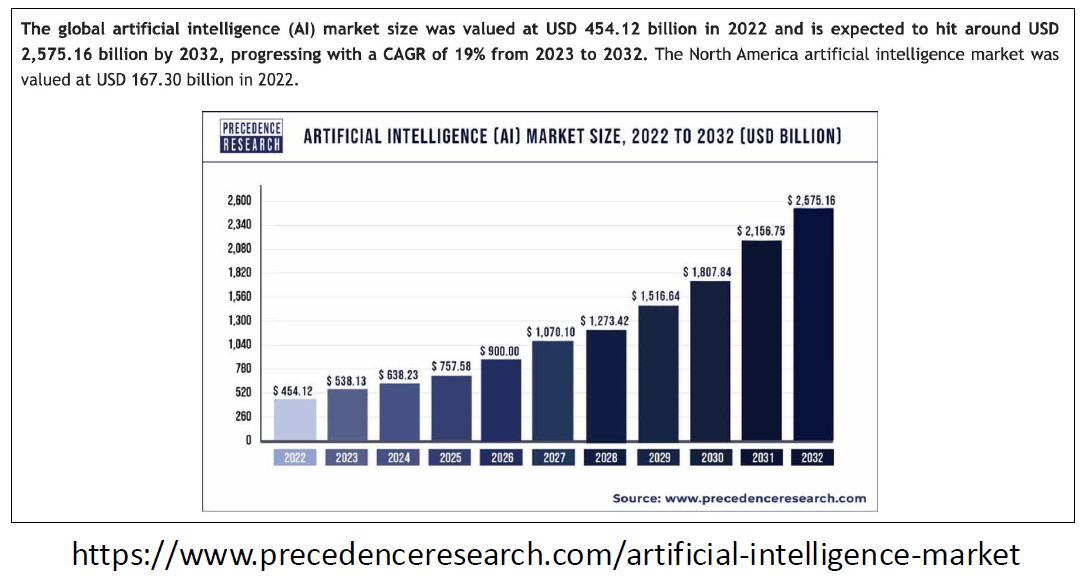 The global artificial intelligence (AI) market size was valued at USD 454.12 billion in 2022 and is expected to hit around USD
2,575.16 billion by 2032, progressing with a CAGR of 19% from 2023 to 2032. The North America artificial intelligence market was
valued at USD 167.30 billion in 2022.
PRECEDENCE
RESEARCH
ARTIFICIAL INTELLIGENCE (AI) MARKET SIZE, 2022 TO 2032 (USD BILLION)
2,600
2,340
2,080
1,820
1,560
1,300
1,040
780
520
260
0
$ 454.12
$ 538.13
$ 638.23
$ 757.58
$ 900.00
$ 1,070.10
$ 1,273.42
$ 1,516.64
$ 1,807.84
$ 2,156.75
$ 2,575.16
2022 2023 2024 2025 2026 2027 2028 2029 2030 2031 2032
Source: www.precedenceresearch.com
https://www.precedenceresearch.com/artificial-intelligence-market